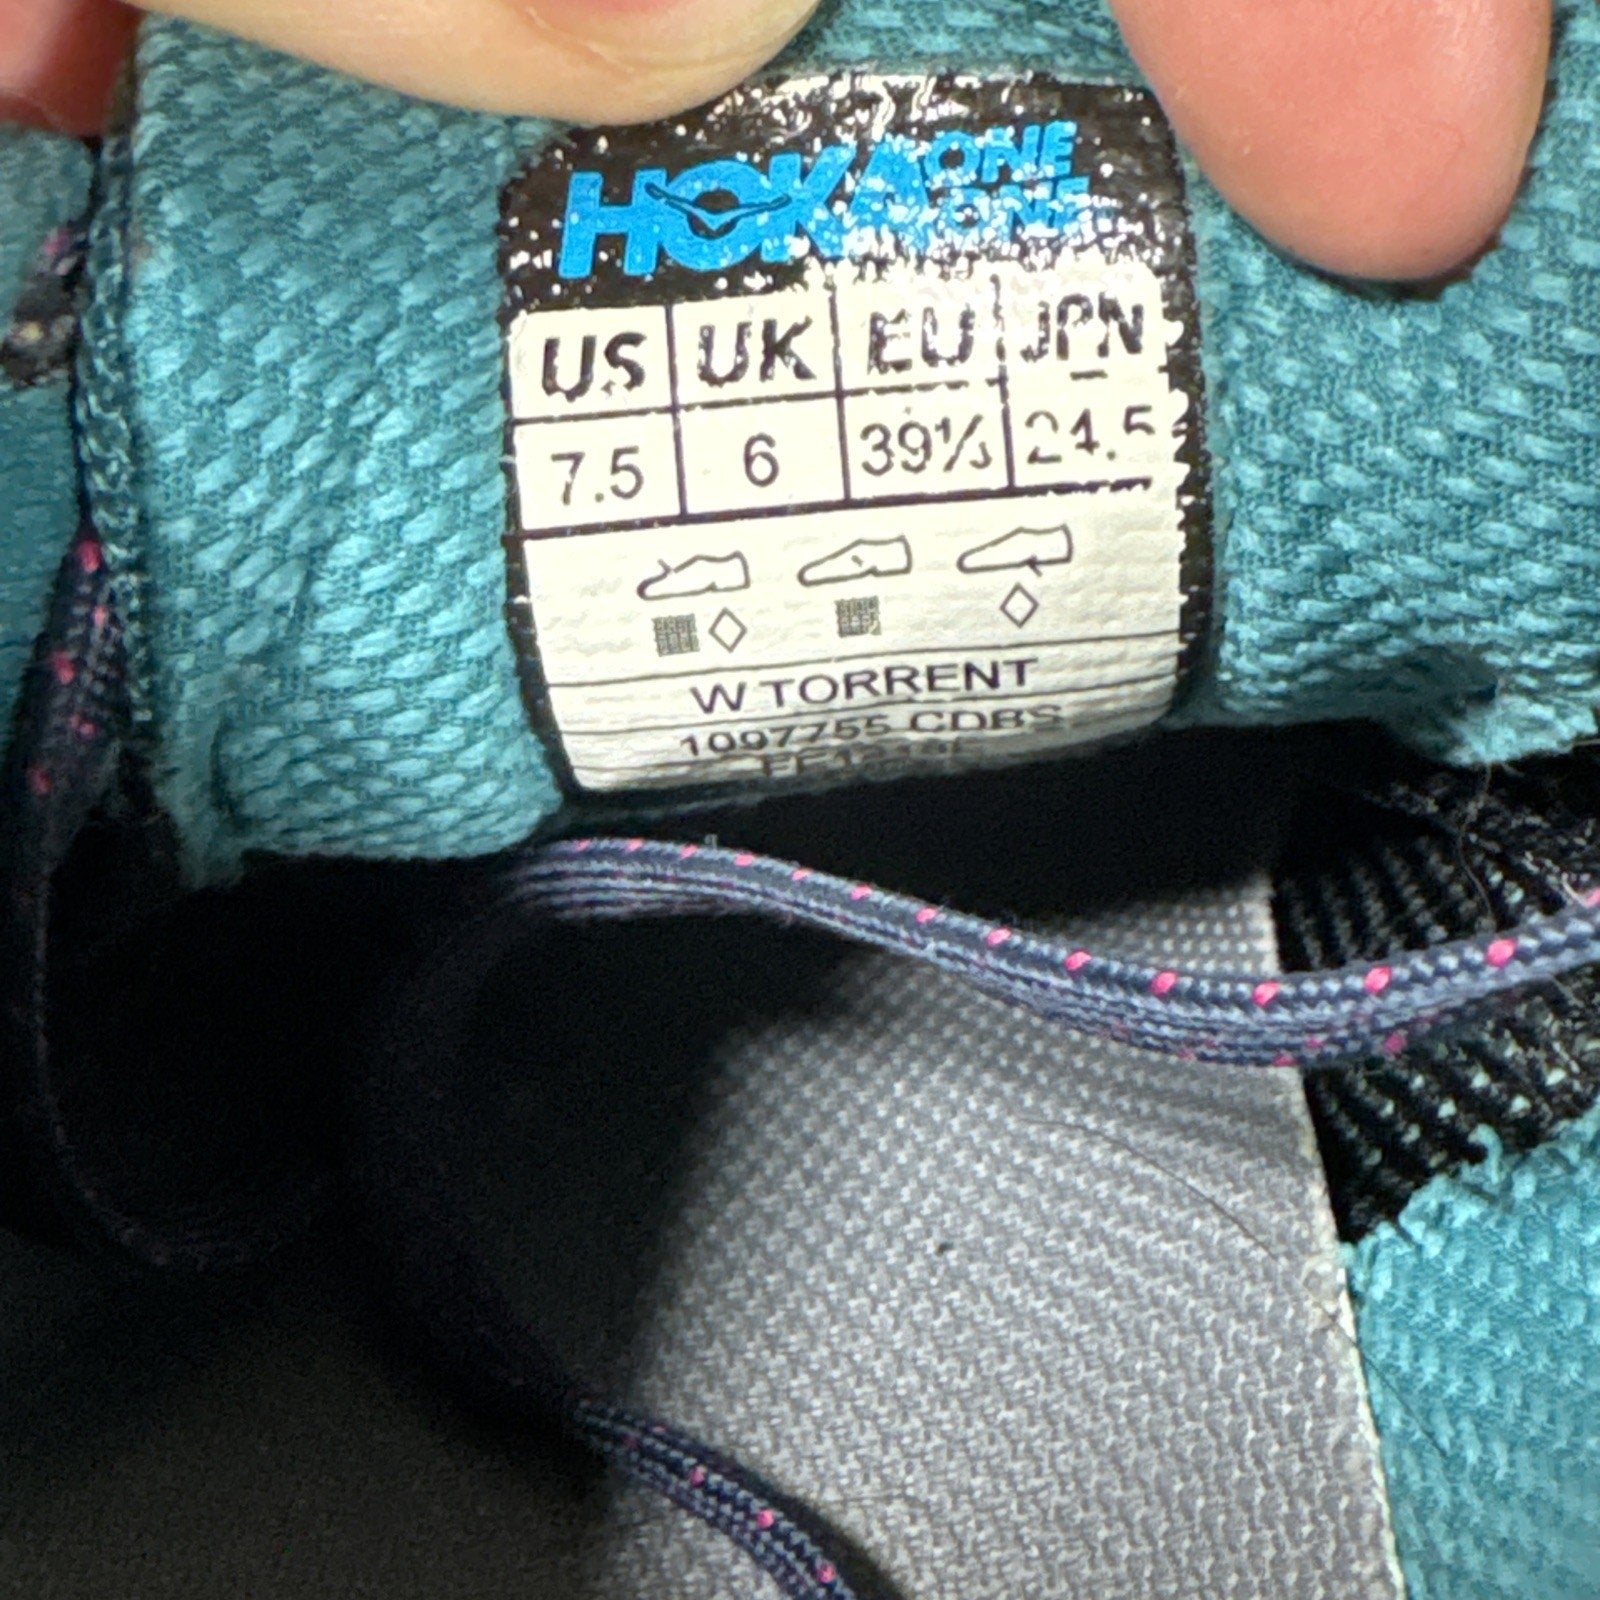 HOKA ONE ONE
US UK EU JPN
7.5 6 39⅓ 24.5
W TORRENT
1097755 CDBS